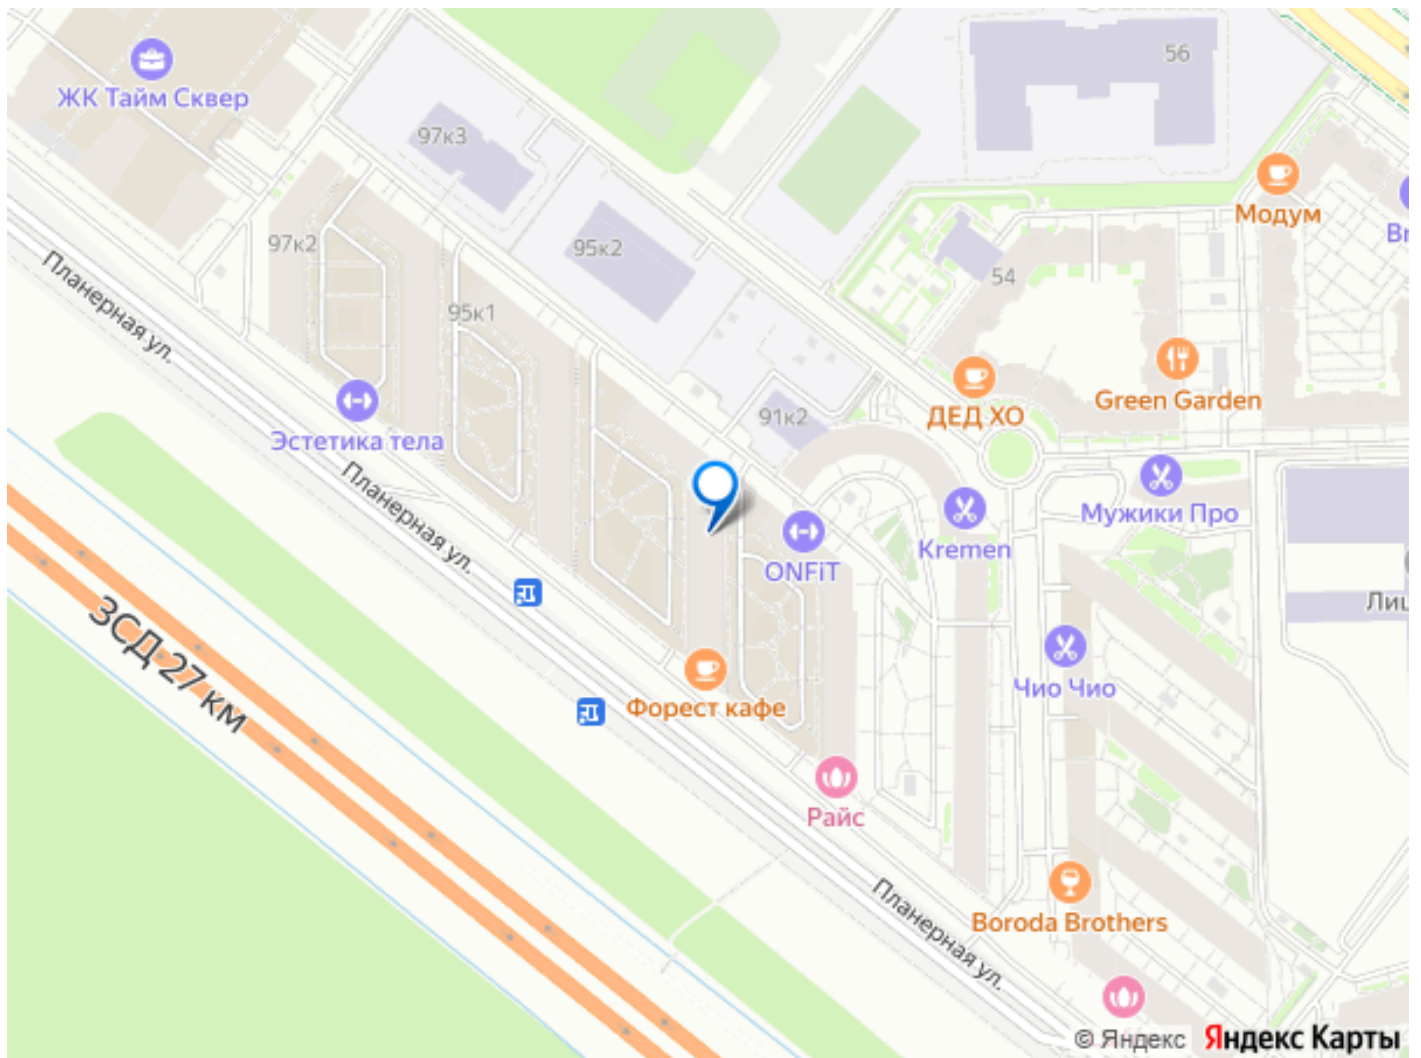 56
ЖК Тайм Сквер
97к3
Модум
97к2
95к2
54
Планерная ул.
95к1
Green Garden
ДЕД ХО
91к2
Эстетика тела
Мужики Про
Планерная ул.
Kremen
ONFiT
ЗСД 27 км
Чио Чио
Форест кафе
Райс
Планерная ул.
Boroda Brothers
© Яндекс Яндекс Карты